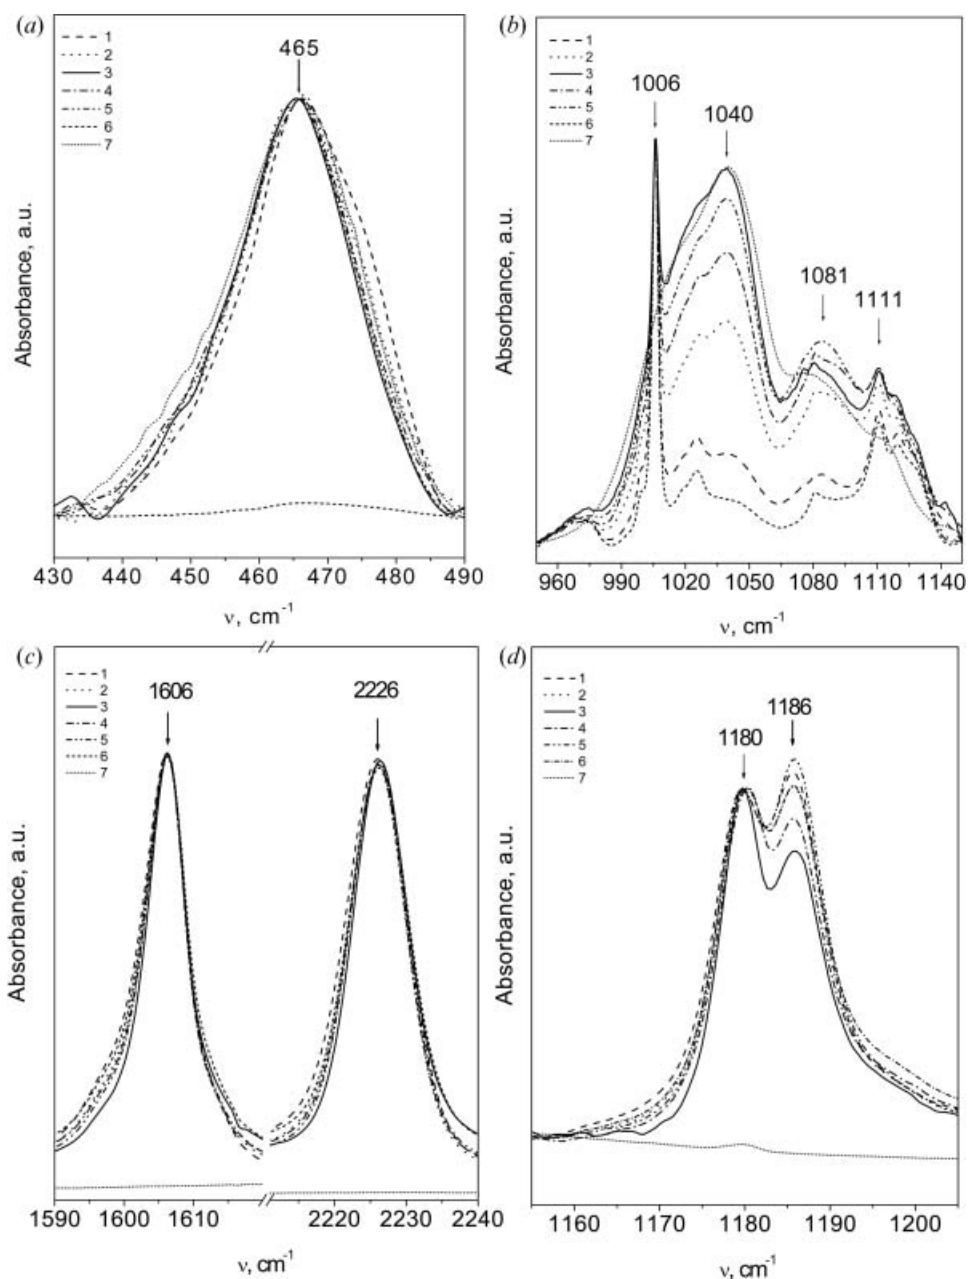 (a)
1
2
3
4
5
6
7
465
Absorbance, a.u.
430 440 450 460 470 480 490
ν, cm⁻¹
(b)
1
2
3
4
5
6
7
1006
1040
1081
1111
Absorbance, a.u.
960 990 1020 1050 1080 1110 1140
ν, cm⁻¹
(c)
1
2
3
4
5
6
7
1606
2226
Absorbance, a.u.
1590 1600 1610 2220 2230 2240
ν, cm⁻¹
(d)
1
2
3
4
5
6
7
1180
1186
Absorbance, a.u.
1160 1170 1180 1190 1200
ν, cm⁻¹